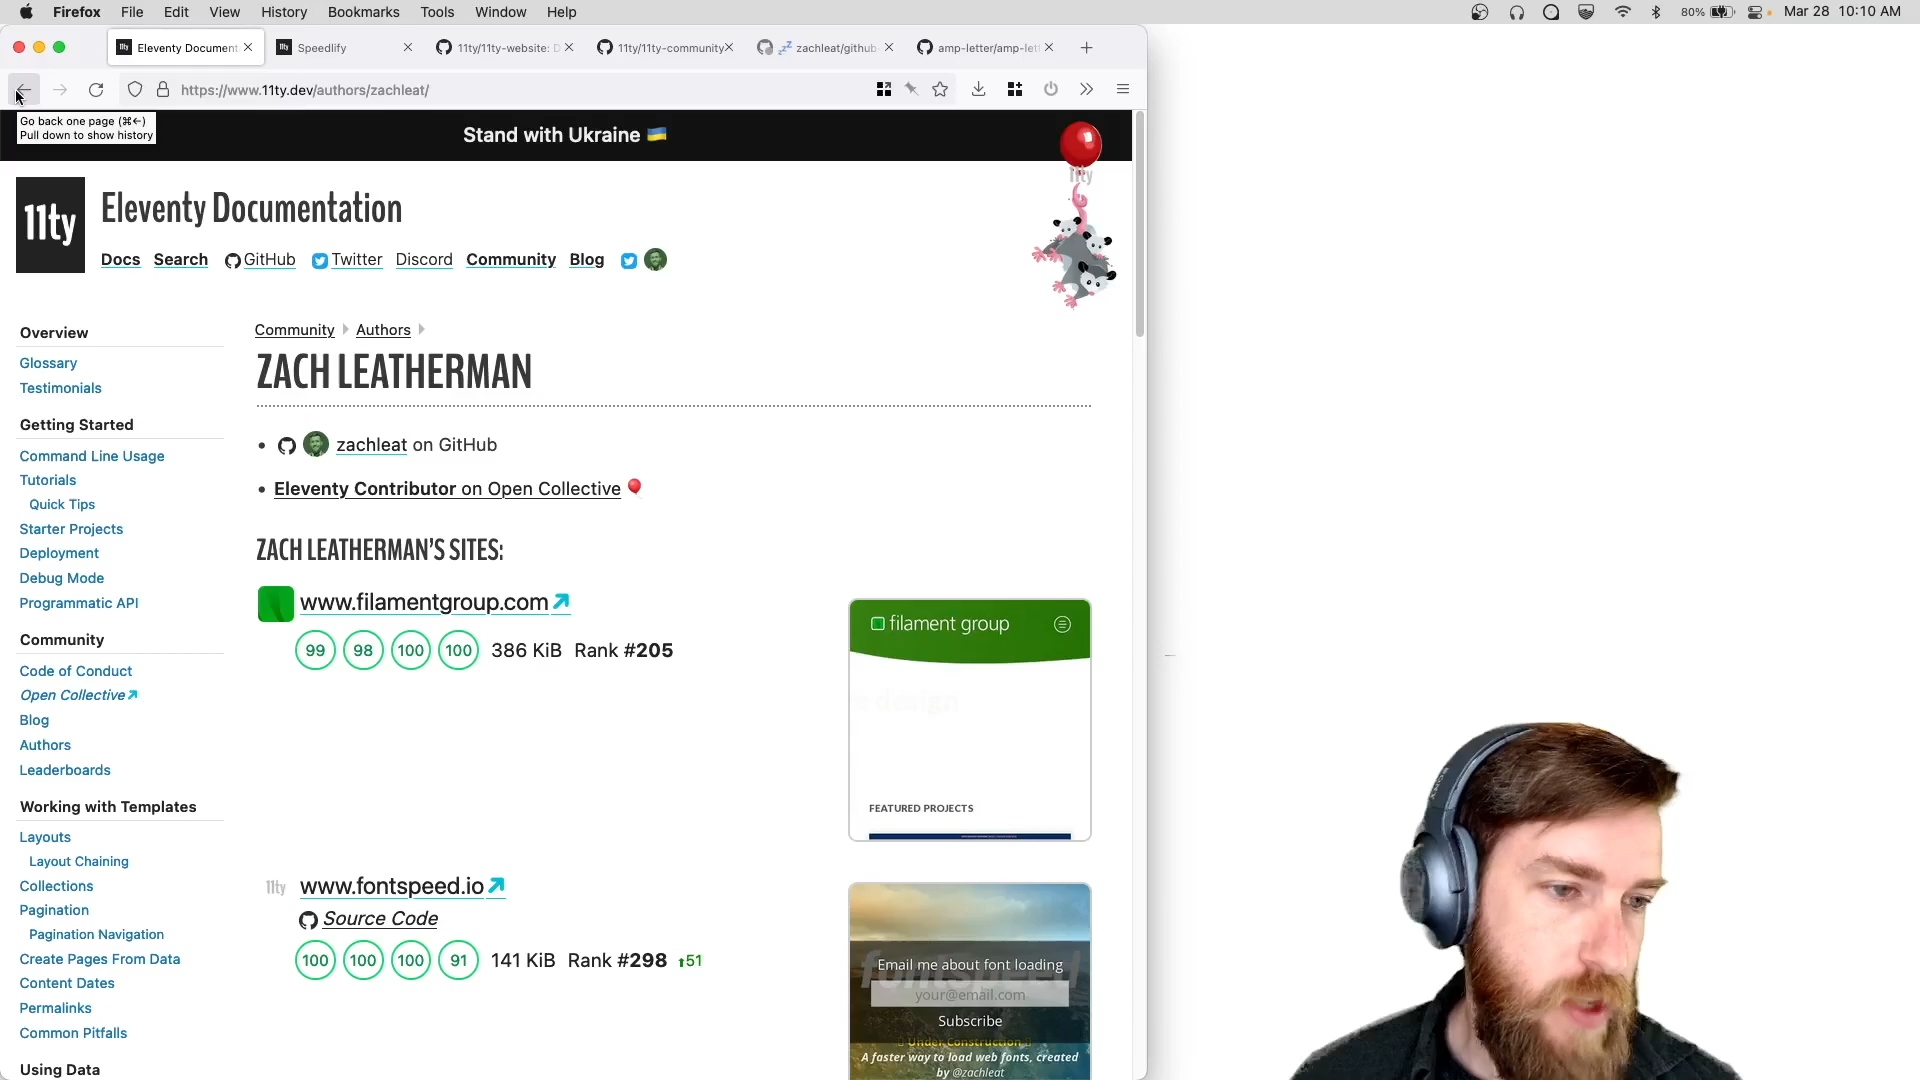 Firefox File Edit View History Bookmarks Tools Window Help
80% Mar 28 10:10 AM
11ty Eleventy Document
11ty Speedlify
11ty/11ty-website: D
11ty/11ty-community
💤 zachleat/github
amp-letter/amp-let
https://www.11ty.dev/authors/zachleat/
Go back one page (⌘←)
Pull down to show history
Stand with Ukraine 🇺🇦
11ty
11ty
Eleventy Documentation
Docs Search GitHub Twitter Discord Community Blog
Overview
Glossary
Testimonials
Getting Started
Command Line Usage
Tutorials
Quick Tips
Starter Projects
Deployment
Debug Mode
Programmatic API
Community
Code of Conduct
Open Collective
Blog
Authors
Leaderboards
Working with Templates
Layouts
Layout Chaining
Collections
Pagination
Pagination Navigation
Create Pages From Data
Content Dates
Permalinks
Common Pitfalls
Using Data
Community Authors
ZACH LEATHERMAN
• zachleat on GitHub
• Eleventy Contributor on Open Collective 🎈
ZACH LEATHERMAN’S SITES:
www.filamentgroup.com
99 98 100 100 386 KiB Rank #205
filament group
design
FEATURED PROJECTS
11ty www.fontspeed.io
Source Code
100 100 100 91 141 KiB Rank #298 ↑51
fontspeed
Email me about font loading
your@email.com
Subscribe
Under Construction
A faster way to load web fonts, created
by @zachleat
SONY